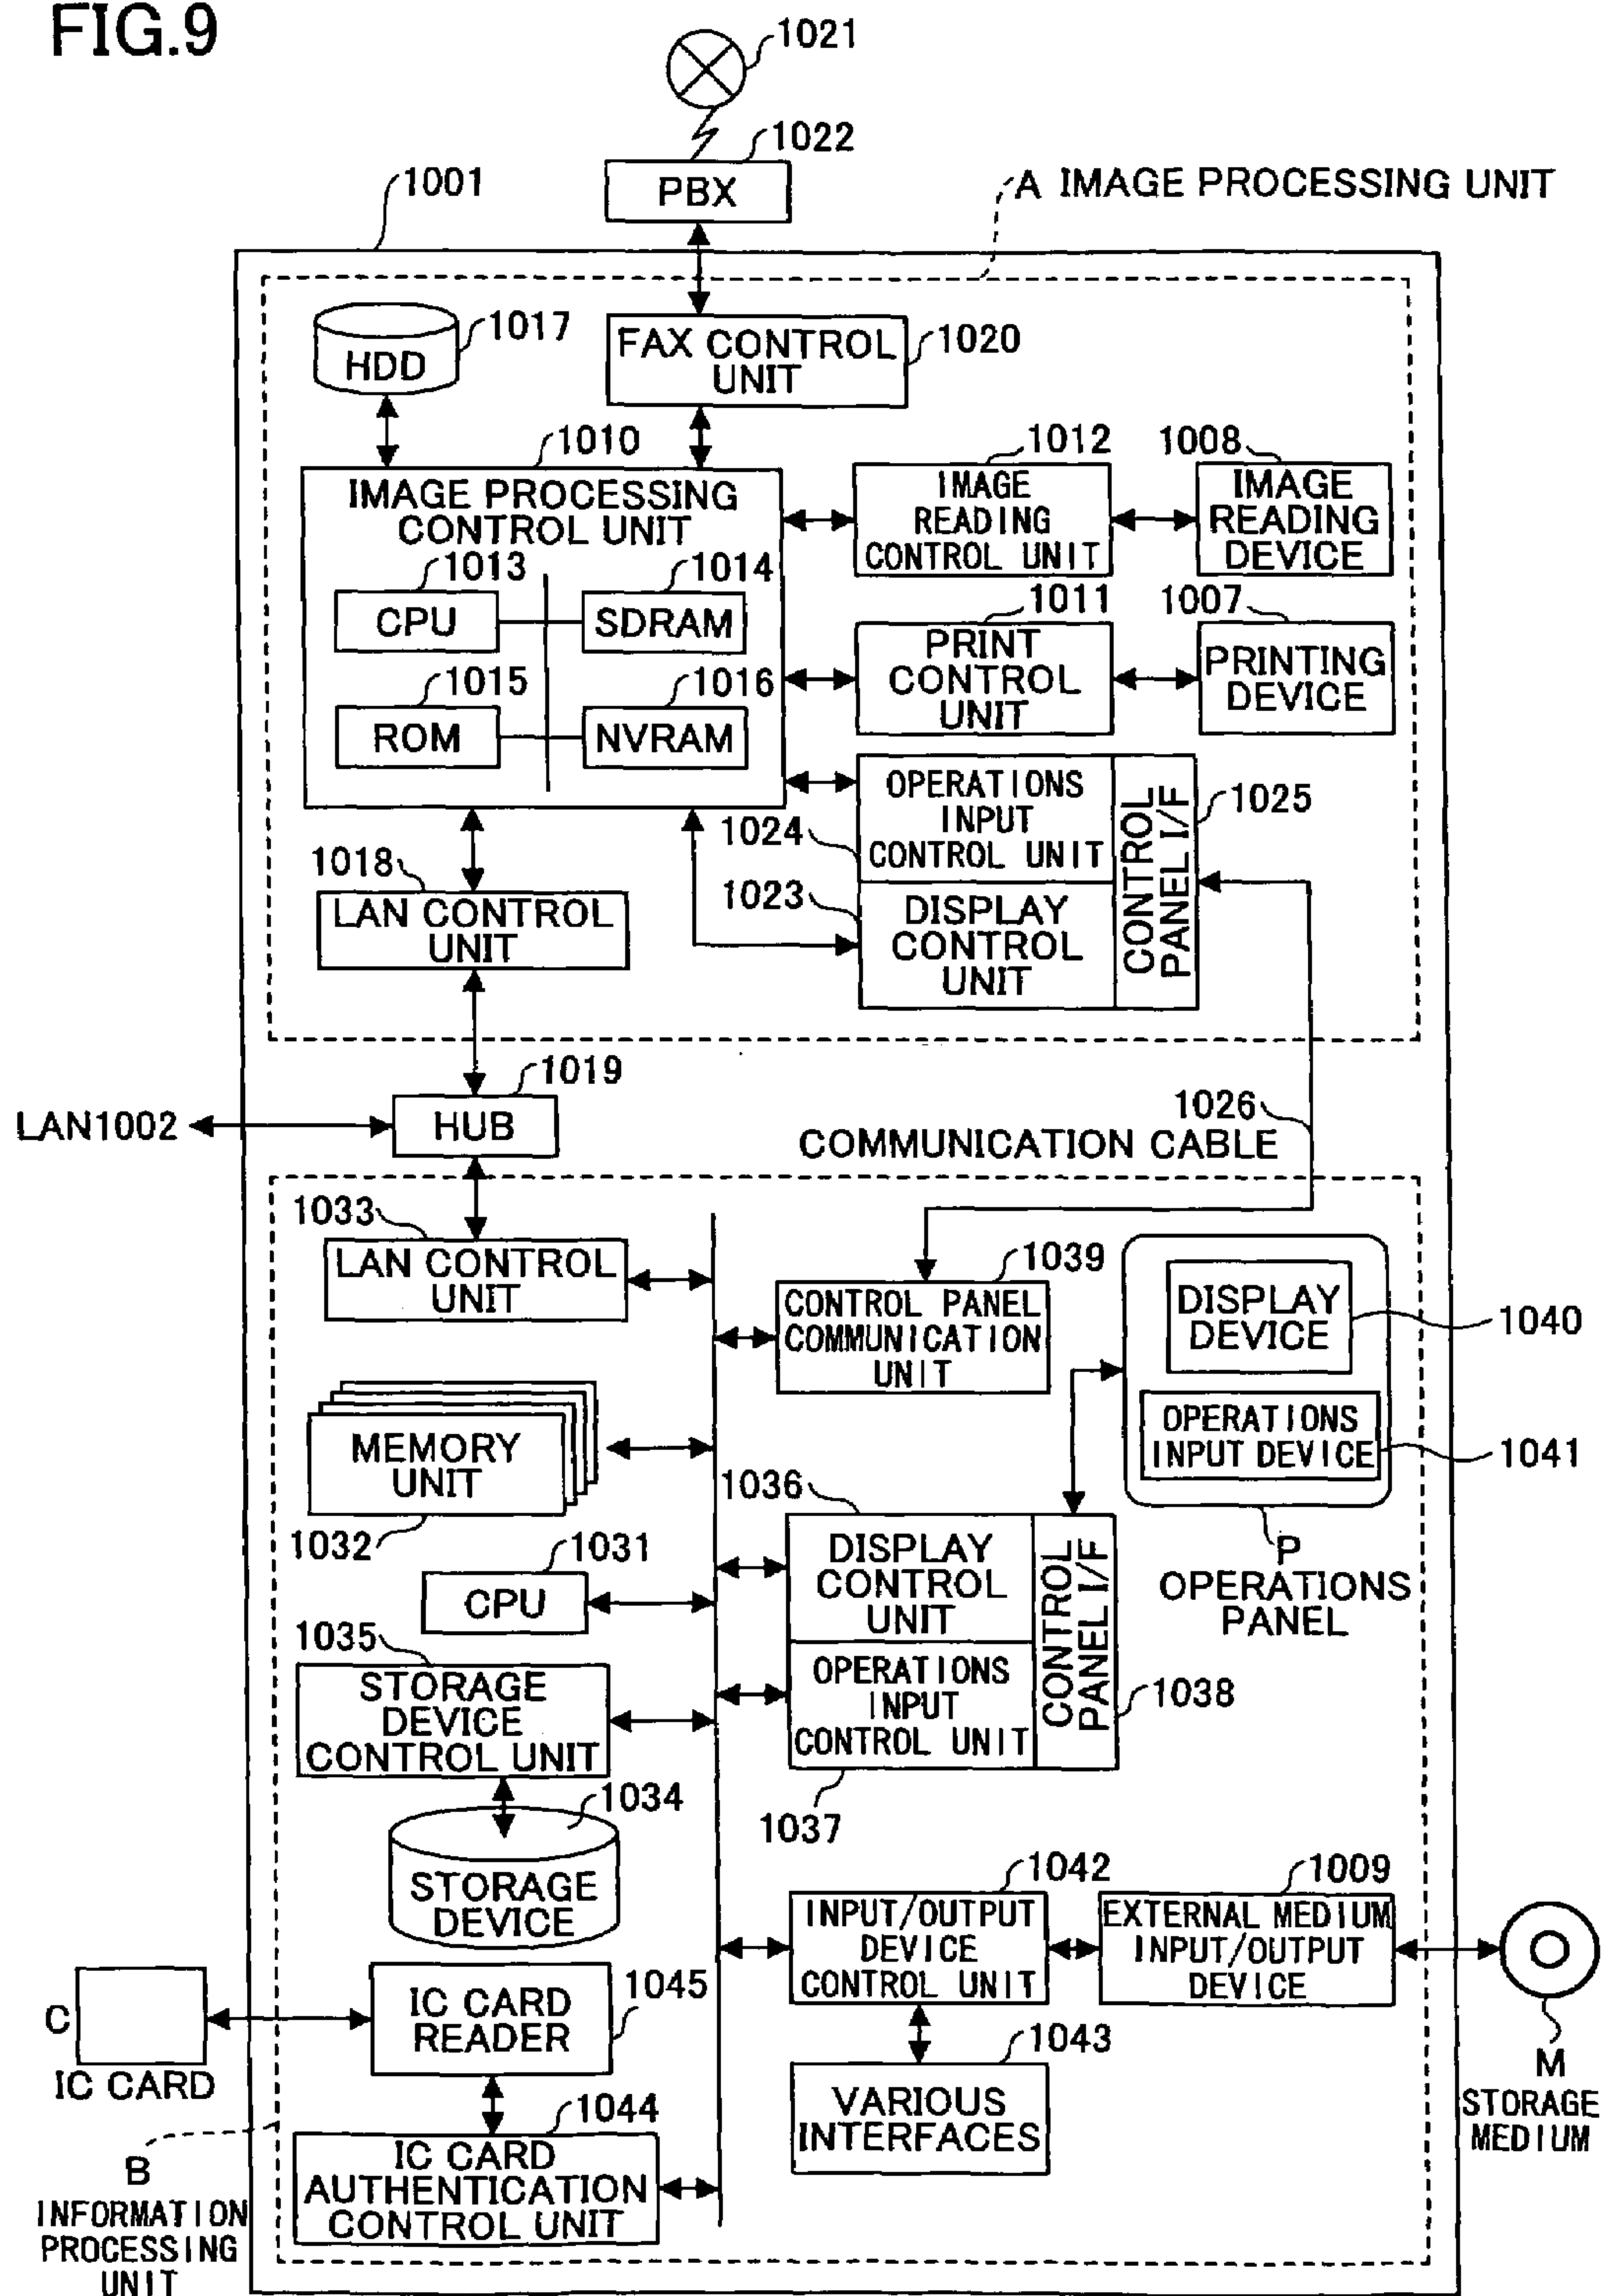 FIG.9
1021
1022
PBX
1001
A IMAGE PROCESSING UNIT
HDD
1017
FAX CONTROL
UNIT
1020
1010
IMAGE PROCESSING
CONTROL UNIT
1013
CPU
1014
SDRAM
1015
ROM
1016
NVRAM
1012
IMAGE
READING
CONTROL UNIT
1008
IMAGE
READING
DEVICE
1011
PRINT
CONTROL
UNIT
1007
PRINTING
DEVICE
OPERATIONS
INPUT
CONTROL UNIT
1024
1023
DISPLAY
CONTROL
UNIT
CONTROL
PANEL I/F
1025
1018
LAN CONTROL
UNIT
1019
HUB
LAN1002
1026
COMMUNICATION CABLE
1033
LAN CONTROL
UNIT
1039
CONTROL PANEL
COMMUNICATION
UNIT
DISPLAY
DEVICE
1040
OPERATIONS
INPUT DEVICE
1041
P
OPERATIONS
PANEL
MEMORY
UNIT
1032
1031
CPU
1036
DISPLAY
CONTROL
UNIT
OPERATIONS
INPUT
CONTROL UNIT
1037
CONTROL
PANEL I/F
1038
1035
STORAGE
DEVICE
CONTROL UNIT
1034
STORAGE
DEVICE
1042
INPUT/OUTPUT
DEVICE
CONTROL UNIT
1009
EXTERNAL MEDIUM
INPUT/OUTPUT
DEVICE
M
STORAGE
MEDIUM
1043
VARIOUS
INTERFACES
C
IC CARD
IC CARD
READER
1045
1044
IC CARD
AUTHENTICATION
CONTROL UNIT
B
INFORMATION
PROCESSING
UNIT